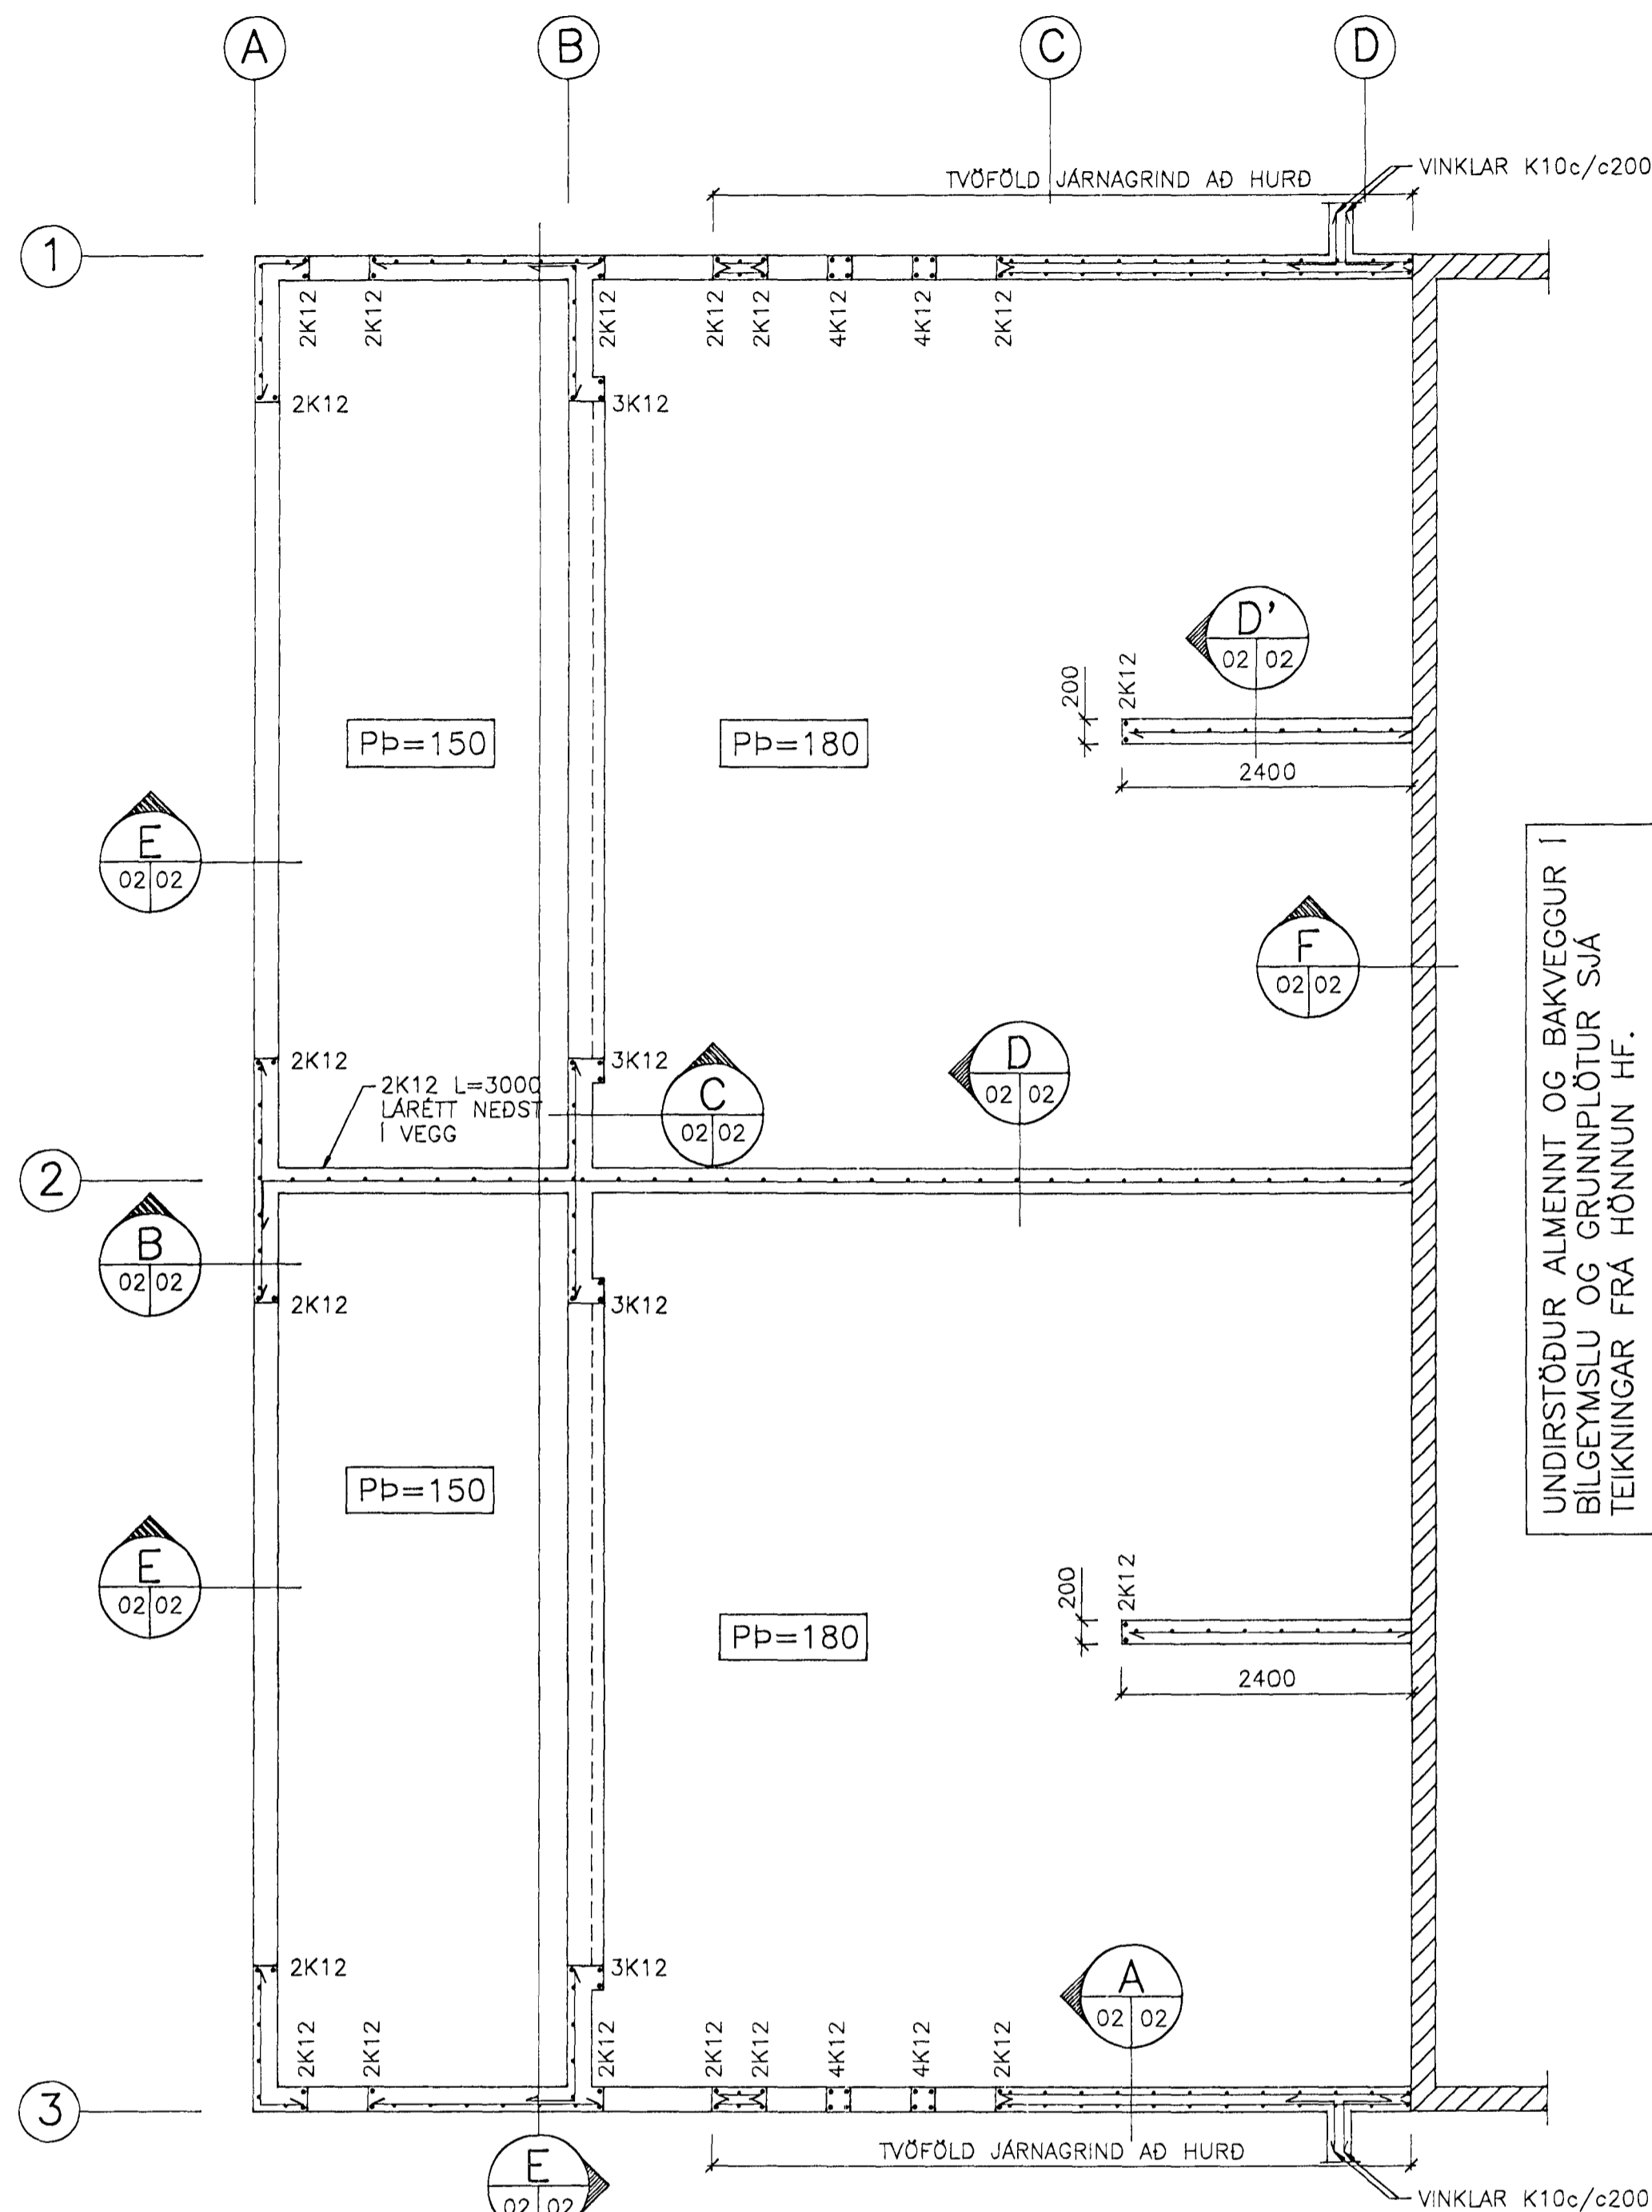 A
B
C
D
TVÖFÖLD JÁRNAGRIND AÐ HURÐ
VINKLAR K10c/c200
1
2K12
2K12
2K12
2K12
2K12
4K12
4K12
2K12
2K12
3K12
D'
02 02
200
2K12
PÞ=150
PÞ=180
2400
E
02 02
F
02 02
UNDIRSTÖÐUR ALMENNT OG BAKVEGGUR Í
BÍLGEYMSLU OG GRUNNPLÖTUR SJÁ
TEIKNINGAR FRÁ HÖNNUN HF.
2K12
3K12
D
02 02
2K12 L=3000
LÁRÉTT NEÐST
Í VEGG
C
02 02
2
B
02 02
2K12
3K12
PÞ=150
E
02 02
200
2K12
PÞ=180
2400
2K12
3K12
A
02 02
2K12
2K12
2K12
2K12
2K12
4K12
4K12
2K12
3
TVÖFÖLD JÁRNAGRIND AÐ HURÐ
E
02 02
VINKLAR K10c/c200